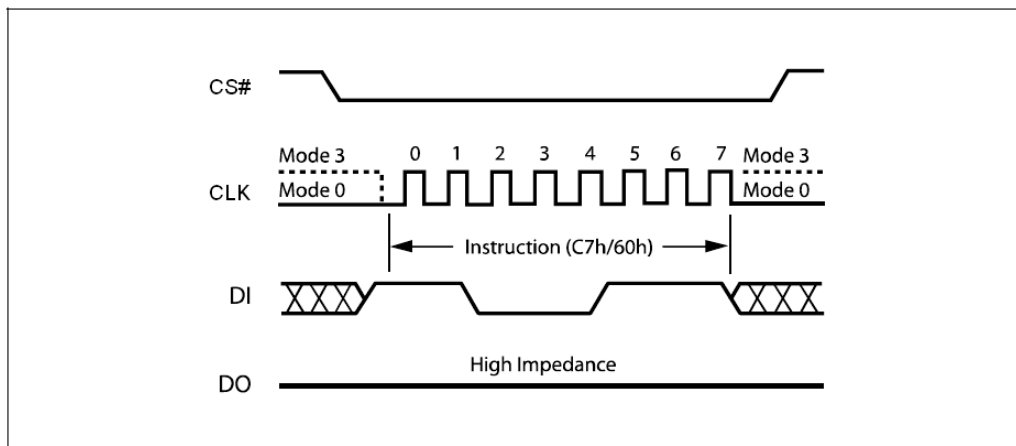 CS#
Mode 3 0 1 2 3 4 5 6 7 Mode 3
CLK Mode 0 Mode 0
Instruction (C7h/60h)
DI
High Impedance
DO